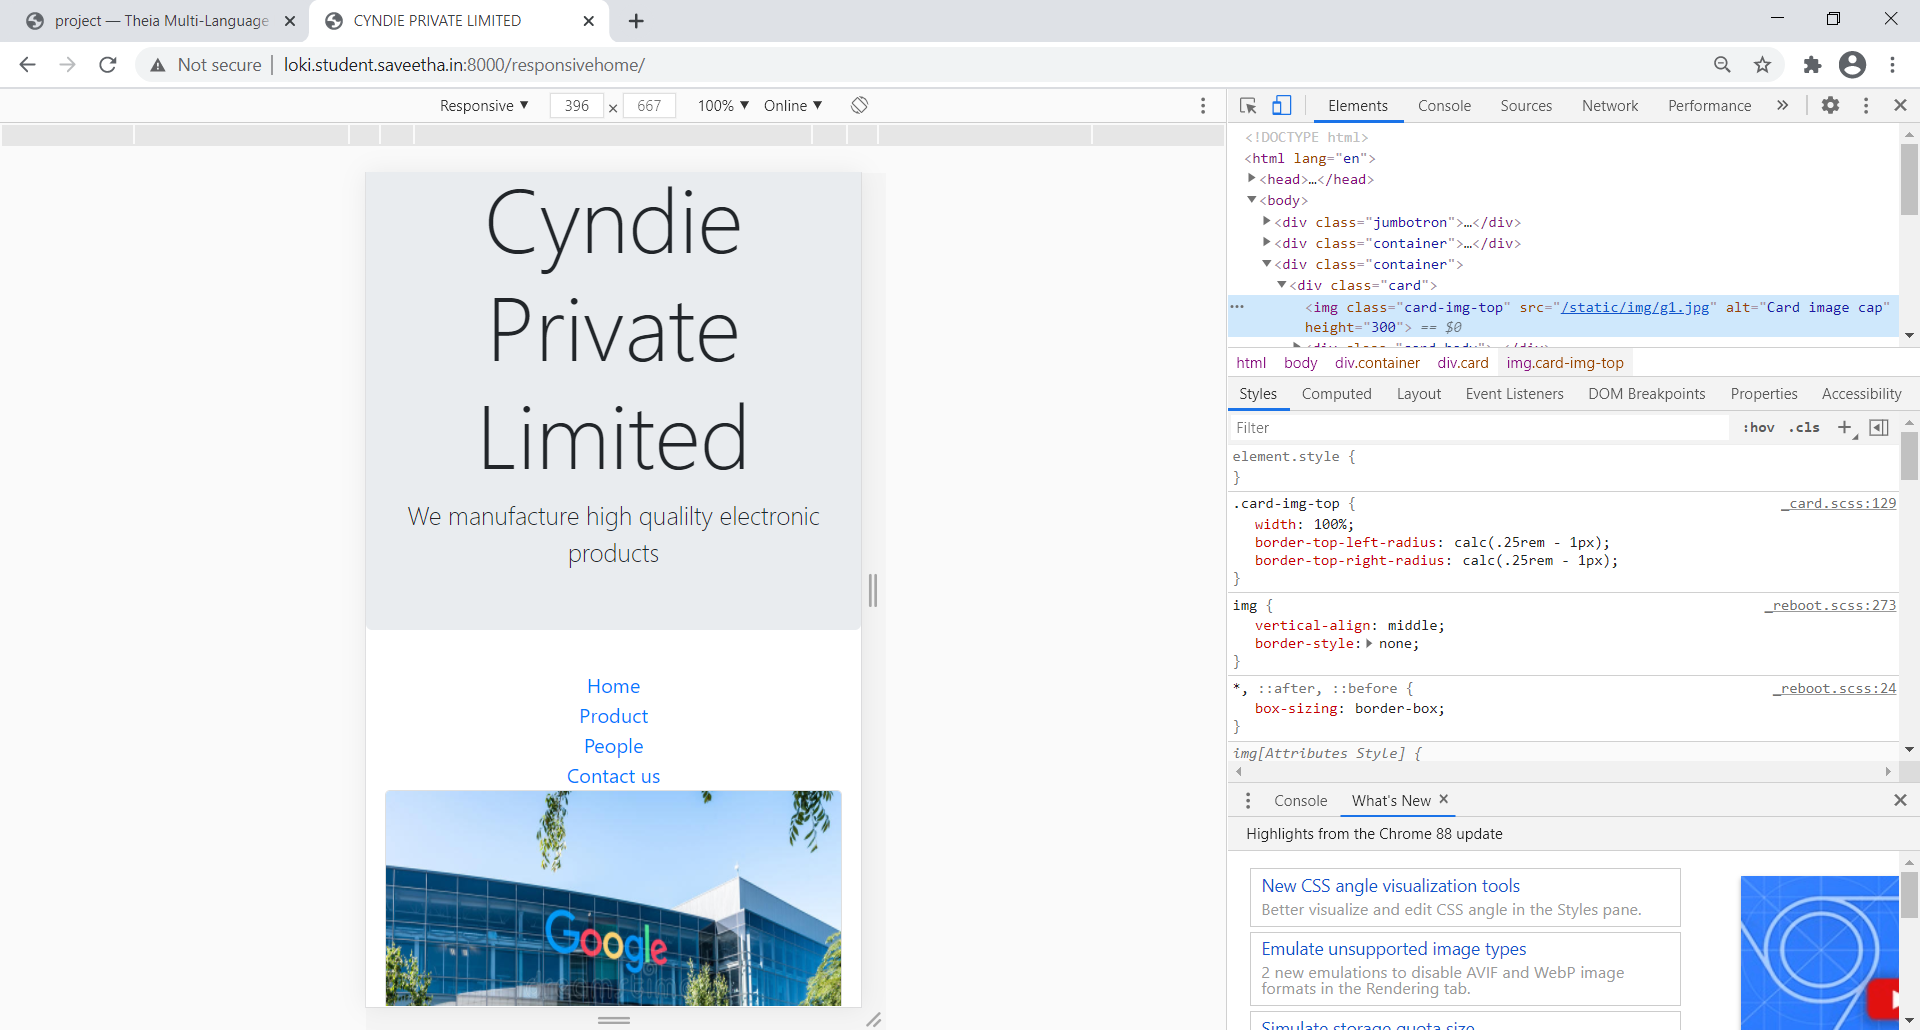 project — Theia Multi-Language
CYNDIE PRIVATE LIMITED
Not secure | loki.student.saveetha.in:8000/responsivehome/
Responsive ▼ 396 × 667 100% ▼ Online ▼
Elements Console Sources Network Performance »
Cyndie
Private
Limited
We manufacture high qualilty electronic
products
Home
Product
People
Contact us
Google
<!DOCTYPE html>
<html lang="en">
▶<head>…</head>
▼<body>
▶<div class="jumbotron">…</div>
▶<div class="container">…</div>
▼<div class="container">
▼<div class="card">
<img class="card-img-top" src="/static/img/g1.jpg" alt="Card image cap"
height="300"> == $0
html body div.container div.card img.card-img-top
Styles Computed Layout Event Listeners DOM Breakpoints Properties Accessibility
Filter :hov .cls +
element.style {
}
.card-img-top { _card.scss:129
width: 100%;
border-top-left-radius: calc(.25rem - 1px);
border-top-right-radius: calc(.25rem - 1px);
}
img { _reboot.scss:273
vertical-align: middle;
border-style:▶ none;
}
*, ::after, ::before { _reboot.scss:24
box-sizing: border-box;
}
img[Attributes Style] {
Console What's New ×
Highlights from the Chrome 88 update
New CSS angle visualization tools
Better visualize and edit CSS angle in the Styles pane.
Emulate unsupported image types
2 new emulations to disable AVIF and WebP image
formats in the Rendering tab.
Simulate storage quota size